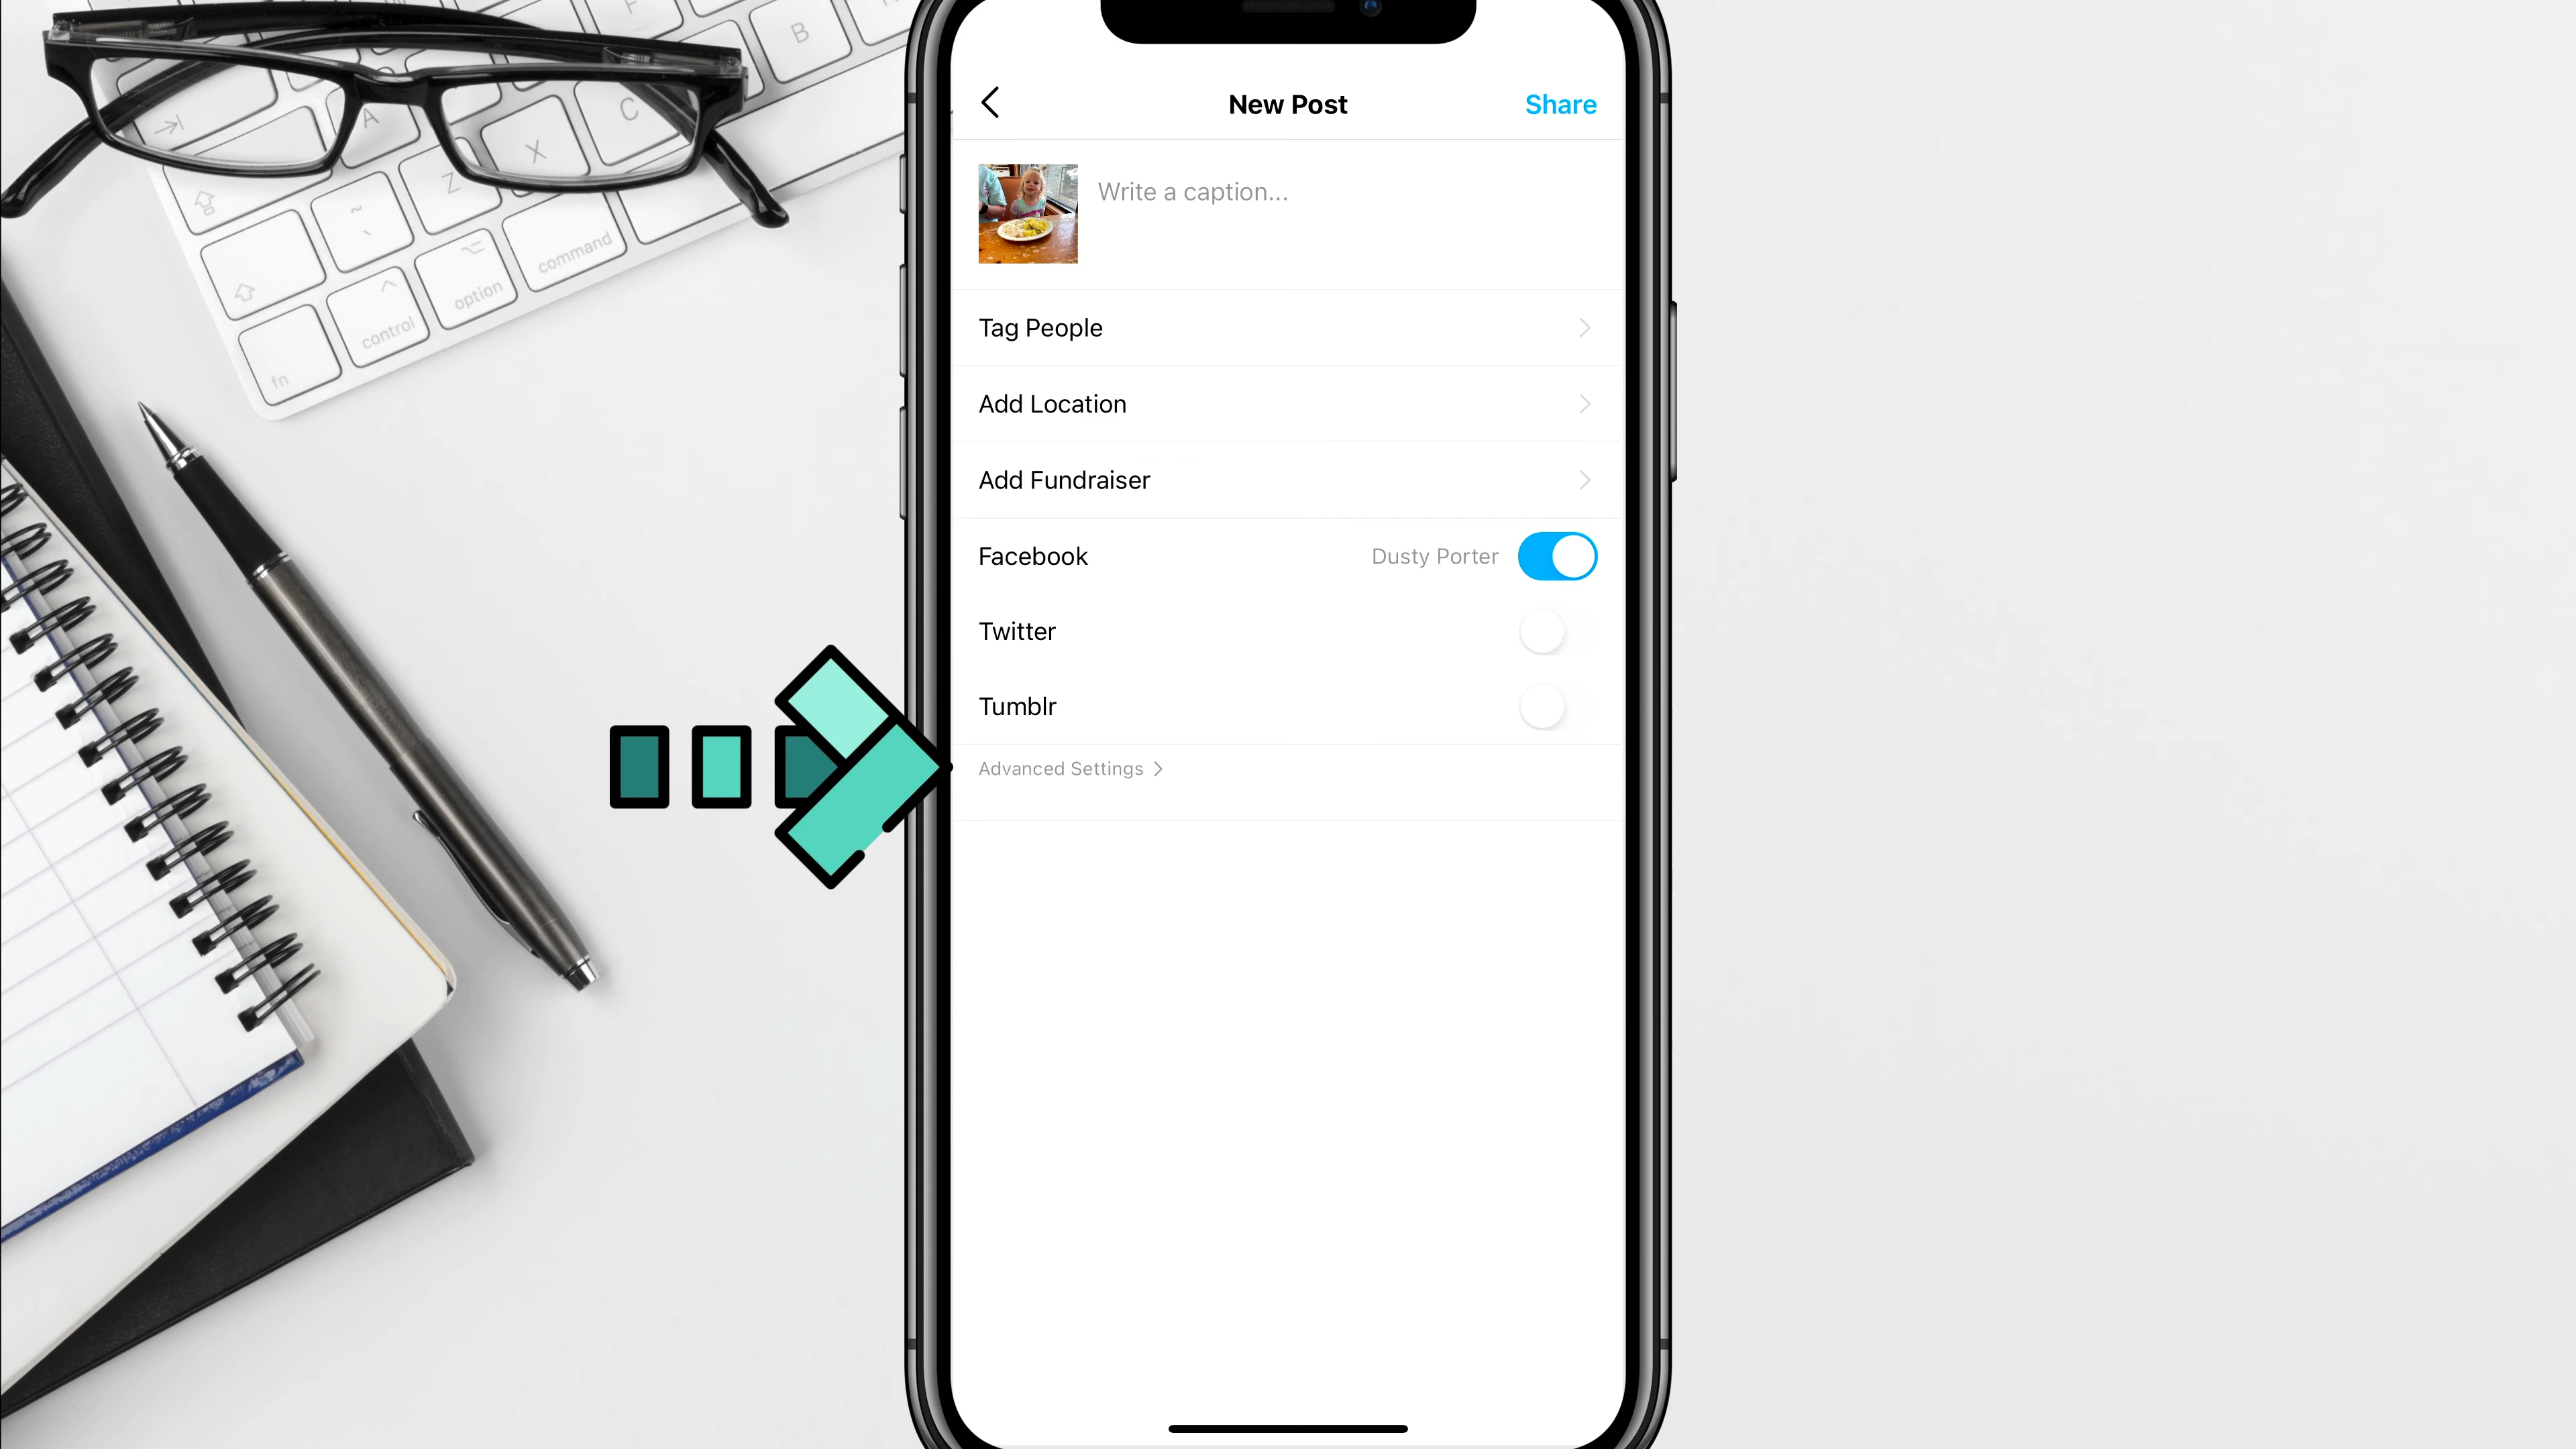 B
A
X
C
Z
~
`
command
option
control
fn
New Post
Share
Write a caption...
Tag People
Add Location
Add Fundraiser
Facebook
Dusty Porter
Twitter
Tumblr
Advanced Settings